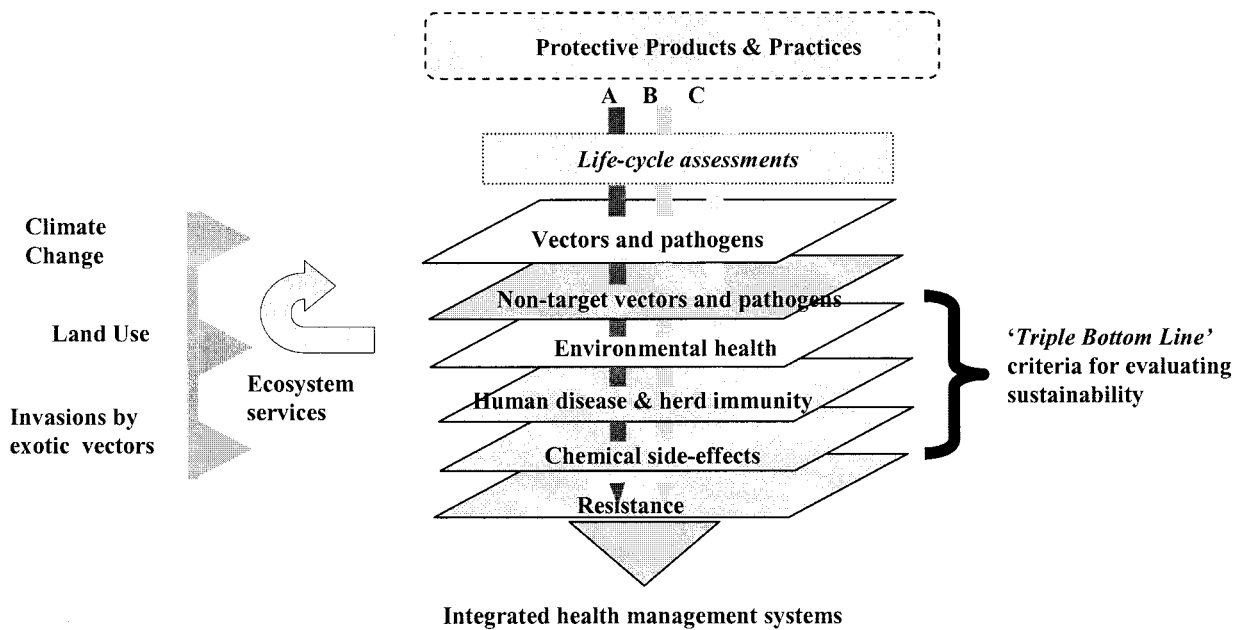 Protective Products & Practices
A B C
Life-cycle assessments
Vectors and pathogens
Non-target vectors and pathogens
Environmental health
Human disease & herd immunity
Chemical side-effects
Resistance
Integrated health management systems
Climate
Change
Land Use
Invasions by
exotic vectors
Ecosystem
services
‘Triple Bottom Line’
criteria for evaluating
sustainability